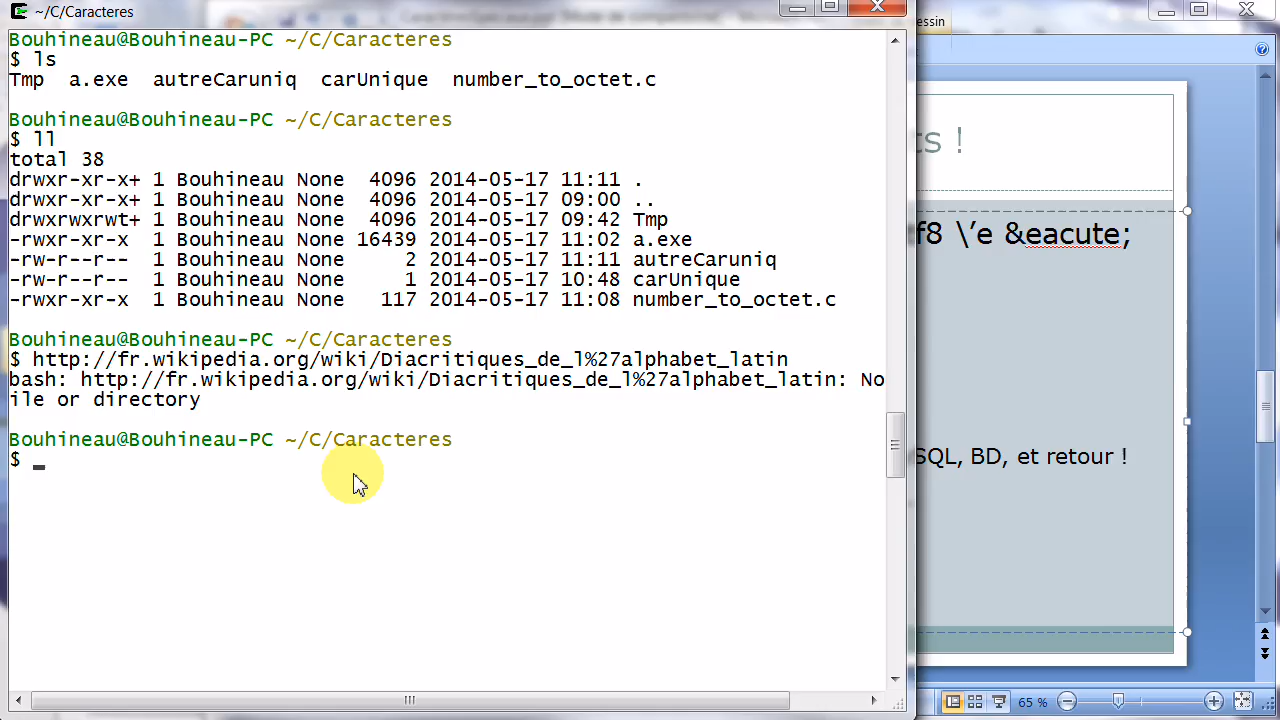 ~/C/Caracteres
Bouhineau@Bouhineau-PC ~/C/Caracteres
$ ls
Tmp a.exe autreCaruniq carUnique number_to_octet.c
Bouhineau@Bouhineau-PC ~/C/Caracteres
$ ll
total 38
drwxr-xr-x+ 1 Bouhineau None 4096 2014-05-17 11:11 .
drwxr-xr-x+ 1 Bouhineau None 4096 2014-05-17 09:00 ..
drwxrwxrwt+ 1 Bouhineau None 4096 2014-05-17 09:42 Tmp
-rwxr-xr-x 1 Bouhineau None 16439 2014-05-17 11:02 a.exe
-rw-r--r-- 1 Bouhineau None 2 2014-05-17 11:11 autreCaruniq
-rw-r--r-- 1 Bouhineau None 1 2014-05-17 10:48 carUnique
-rwxr-xr-x 1 Bouhineau None 117 2014-05-17 11:08 number_to_octet.c
Bouhineau@Bouhineau-PC ~/C/Caracteres
$ http://fr.wikipedia.org/wiki/Diacritiques_de_l%27alphabet_latin
bash: http://fr.wikipedia.org/wiki/Diacritiques_de_l%27alphabet_latin: No
ile or directory
Bouhineau@Bouhineau-PC ~/C/Caracteres
$
essin
ts !
f8 \’e &eacute;
SQL, BD, et retour !
65 %